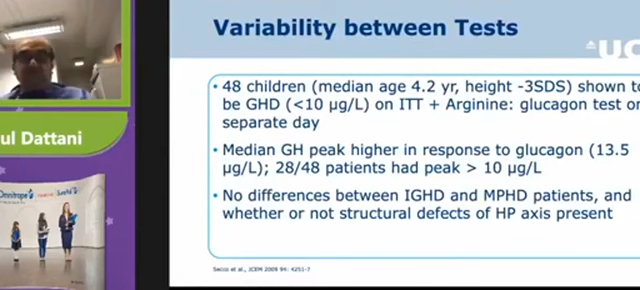 Variability between Tests
UC
• 48 children (median age 4.2 yr, height -3SDS) shown to
be GHD (<10 µg/L) on ITT + Arginine: glucagon test on
separate day
• Median GH peak higher in response to glucagon (13.5
µg/L); 28/48 patients had peak > 10 µg/L
• No differences between IGHD and MPHD patients, and
whether or not structural defects of HP axis present
Secco et al., JCEM 2009 94: 4251-7
ul Dattani
Omnitrope